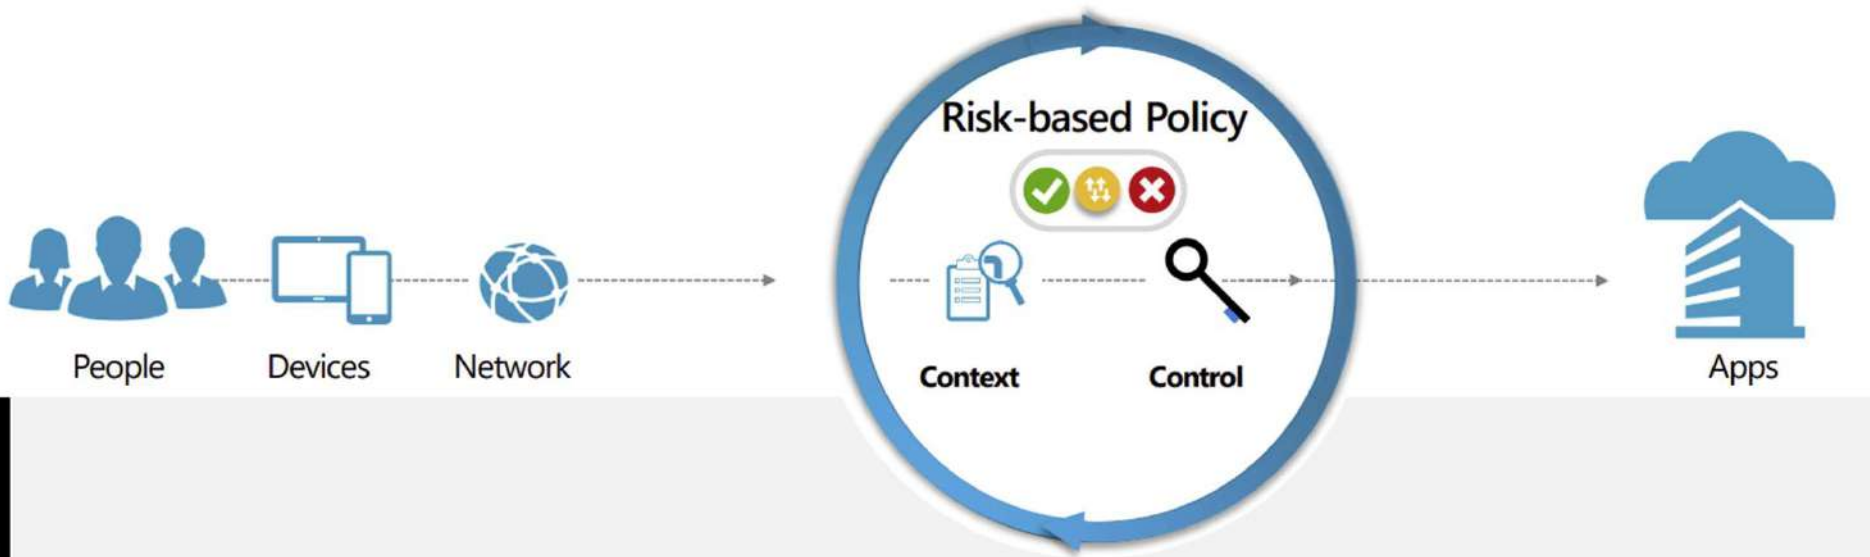 Risk-based Policy
People
Devices
Network
Context
Control
Apps